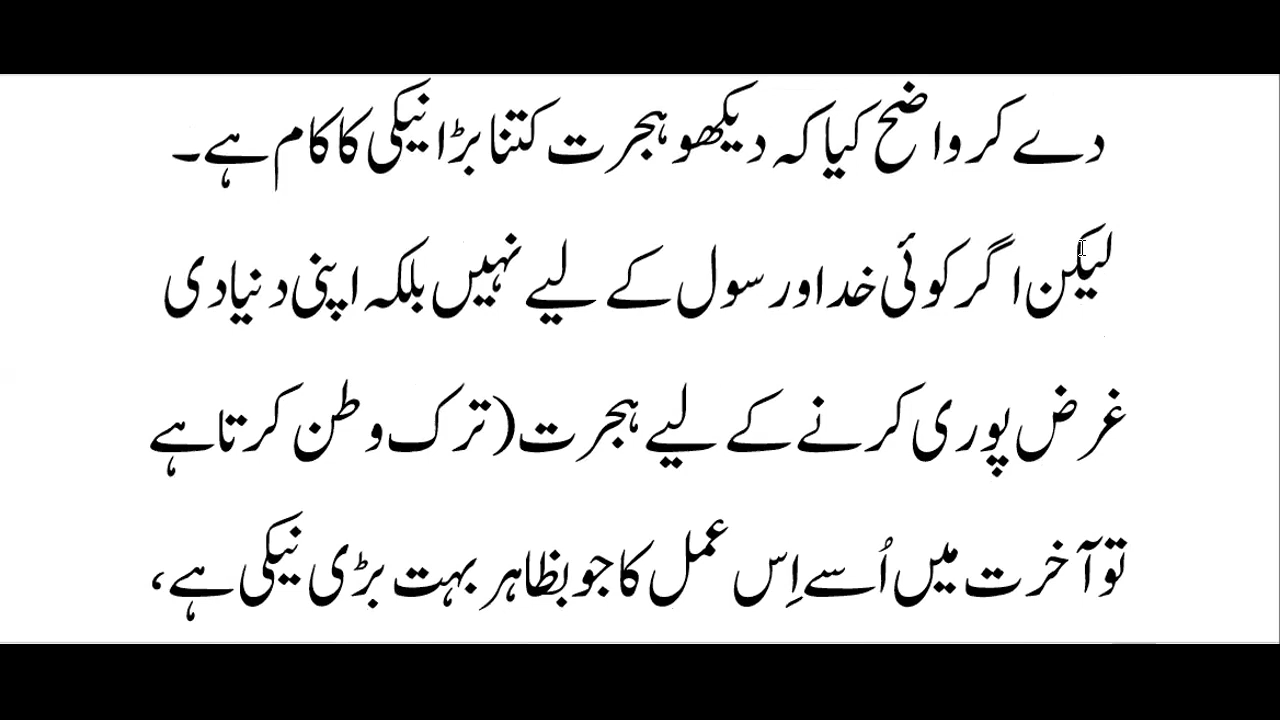 دے کر واضح کیا کہ دیکھو ہجرت کتنا بڑا نیکی کا کام ہے۔
لیکن اگر کوئی خدا اور رسول کے لیے نہیں بلکہ اپنی دنیا دی
غرض پوری کرنے کے لیے ہجرت (ترک وطن کرتا ہے
تو آخرت میں اُسے اِس عمل کا جو بظاہر بہت بڑی نیکی ہے،